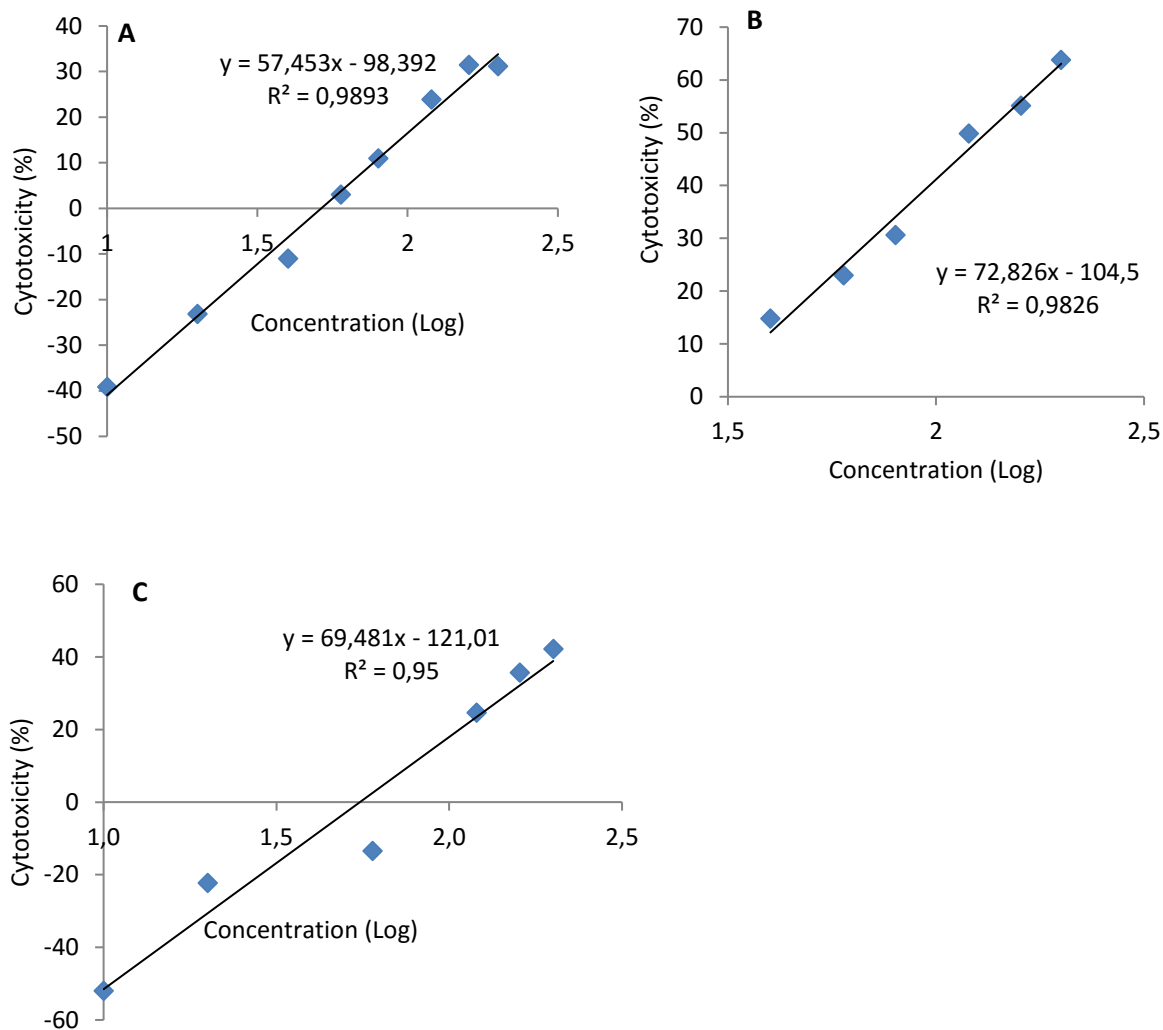 A
40
30
20
10
0
-10
-20
-30
-40
-50
Cytotoxicity (%)
y = 57,453x - 98,392
R² = 0,9893
1
1,5
2
2,5
Concentration (Log)
B
70
60
50
40
30
20
10
0
Cytotoxicity (%)
y = 72,826x - 104,5
R² = 0,9826
1,5
2
2,5
Concentration (Log)
C
60
40
20
0
-20
-40
-60
Cytotoxicity (%)
y = 69,481x - 121,01
R² = 0,95
1,0
1,5
2,0
2,5
Concentration (Log)